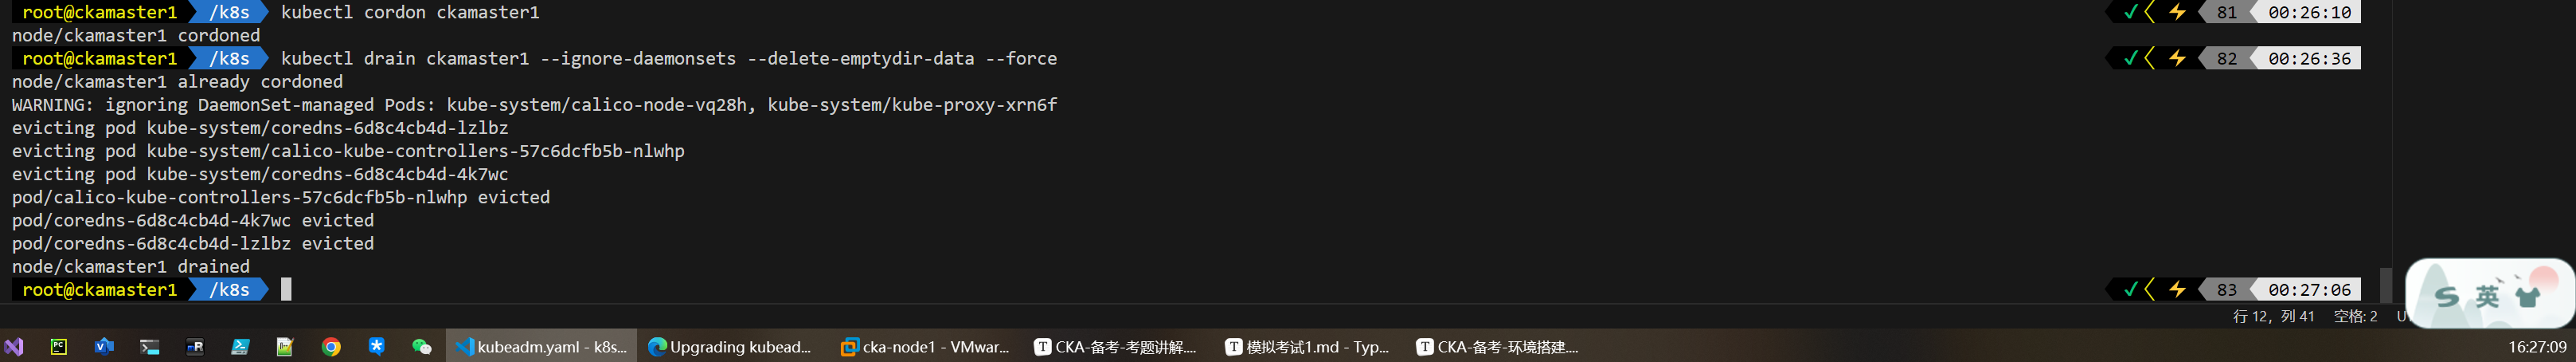 root@ckamaster1 /k8s kubectl cordon ckamaster1 ✓ ⚡ 81 00:26:10
node/ckamaster1 cordoned
root@ckamaster1 /k8s kubectl drain ckamaster1 --ignore-daemonsets --delete-emptydir-data --force ✓ ⚡ 82 00:26:36
node/ckamaster1 already cordoned
WARNING: ignoring DaemonSet-managed Pods: kube-system/calico-node-vq28h, kube-system/kube-proxy-xrn6f
evicting pod kube-system/coredns-6d8c4cb4d-lzlbz
evicting pod kube-system/calico-kube-controllers-57c6dcfb5b-nlwhp
evicting pod kube-system/coredns-6d8c4cb4d-4k7wc
pod/calico-kube-controllers-57c6dcfb5b-nlwhp evicted
pod/coredns-6d8c4cb4d-4k7wc evicted
pod/coredns-6d8c4cb4d-lzlbz evicted
node/ckamaster1 drained
root@ckamaster1 /k8s ✓ ⚡ 83 00:27:06
S 英
行 12，列 41 空格: 2
kubeadm.yaml - k8s... Upgrading kubead... cka-node1 - VMwar... CKA-备考-考题讲解.... 模拟考试1.md - Typ... CKA-备考-环境搭建.... 16:27:09